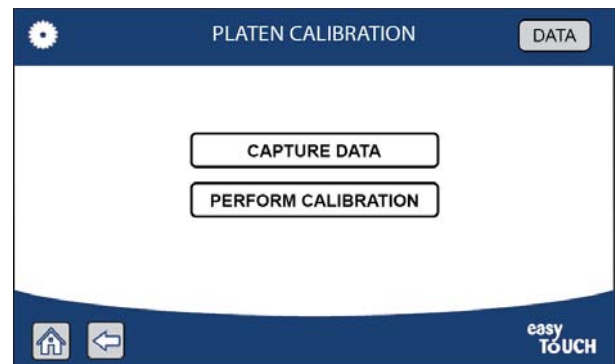 PLATEN CALIBRATION
DATA
CAPTURE DATA
PERFORM CALIBRATION
easy
TOUCH